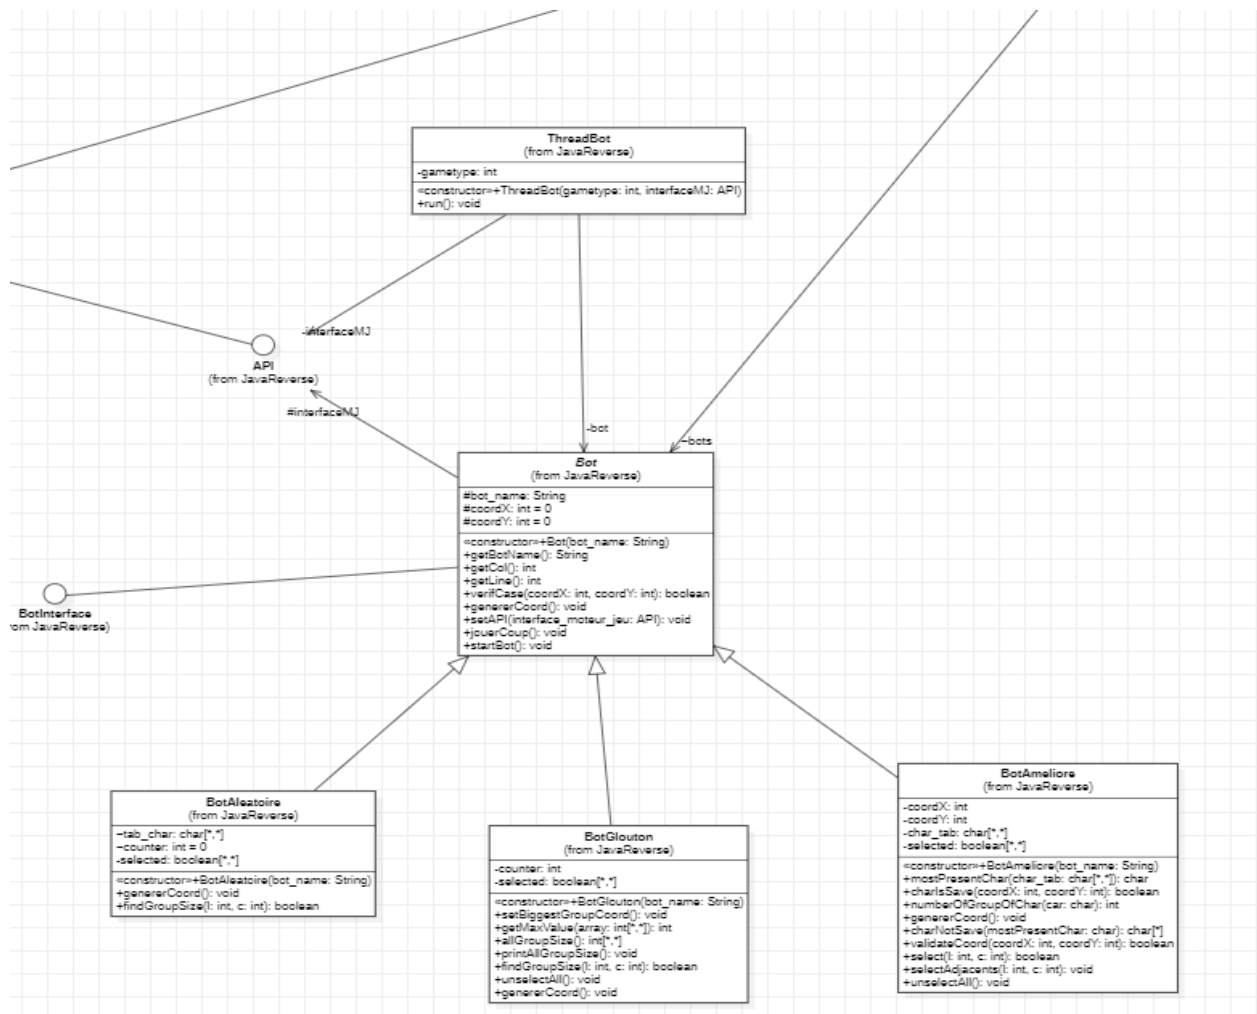 ThreadBot
(from JavaReverse)
-gametype: int
«constructor»+ThreadBot(gametype: int, interfaceMJ: API)
+run(): void
-interfaceMJ
API
(from JavaReverse)
#interfaceMJ
-bot
~bots
Bot
(from JavaReverse)
#bot_name: String
#coordX: int = 0
#coordY: int = 0
«constructor»+Bot(bot_name: String)
+getBotName(): String
+getCol(): int
+getLine(): int
+verifCase(coordX: int, coordY: int): boolean
+genererCoord(): void
+setAPI(interface_moteur_jeu: API): void
+jouerCoup(): void
+startBot(): void
BotInterface
om JavaReverse)
BotAleatoire
(from JavaReverse)
~tab_char: char[*,*]
~counter: int = 0
-selected: boolean[*,*]
«constructor»+BotAleatoire(bot_name: String)
+genererCoord(): void
+findGroupSize(l: int, c: int): boolean
BotGlouton
(from JavaReverse)
-counter: int
-selected: boolean[*,*]
«constructor»+BotGlouton(bot_name: String)
+setBiggestGroupCoord(): void
+getMaxValue(array: int[*,*]): int
+allGroupSize(): int[*,*]
+printAllGroupSize(): void
+findGroupSize(l: int, c: int): boolean
+unselectAll(): void
+genererCoord(): void
BotAmeliore
(from JavaReverse)
-coordX: int
-coordY: int
-char_tab: char[*,*]
-selected: boolean[*,*]
«constructor»+BotAmeliore(bot_name: String)
+mostPresentChar(char_tab: char[*,*]): char
+charIsSave(coordX: int, coordY: int): boolean
+numberOfGroupOfChar(car: char): int
+genererCoord(): void
+charNotSave(mostPresentChar: char): char[*]
+validateCoord(coordX: int, coordY: int): boolean
+select(l: int, c: int): boolean
+selectAdjacents(l: int, c: int): void
+unselectAll(): void